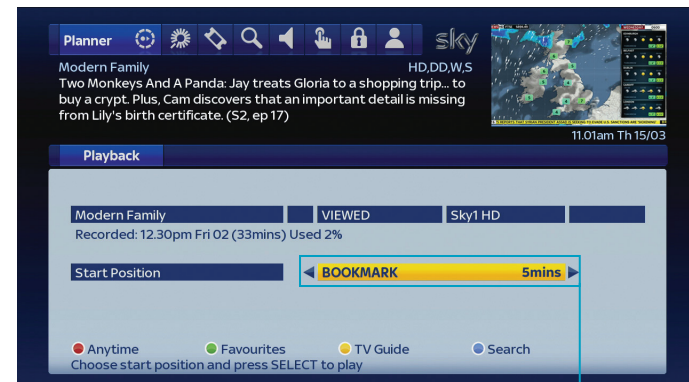 Planner
sky
Modern Family HD,DD,W,S
Two Monkeys And A Panda: Jay treats Gloria to a shopping trip... to
buy a crypt. Plus, Cam discovers that an important detail is missing
from Lily's birth certificate. (S2, ep 17)
11.01am Th 15/03
Playback
Modern Family VIEWED Sky1 HD
Recorded: 12.30pm Fri 02 (33mins) Used 2%
Start Position BOOKMARK 5mins
Anytime Favourites TV Guide Search
Choose start position and press SELECT to play